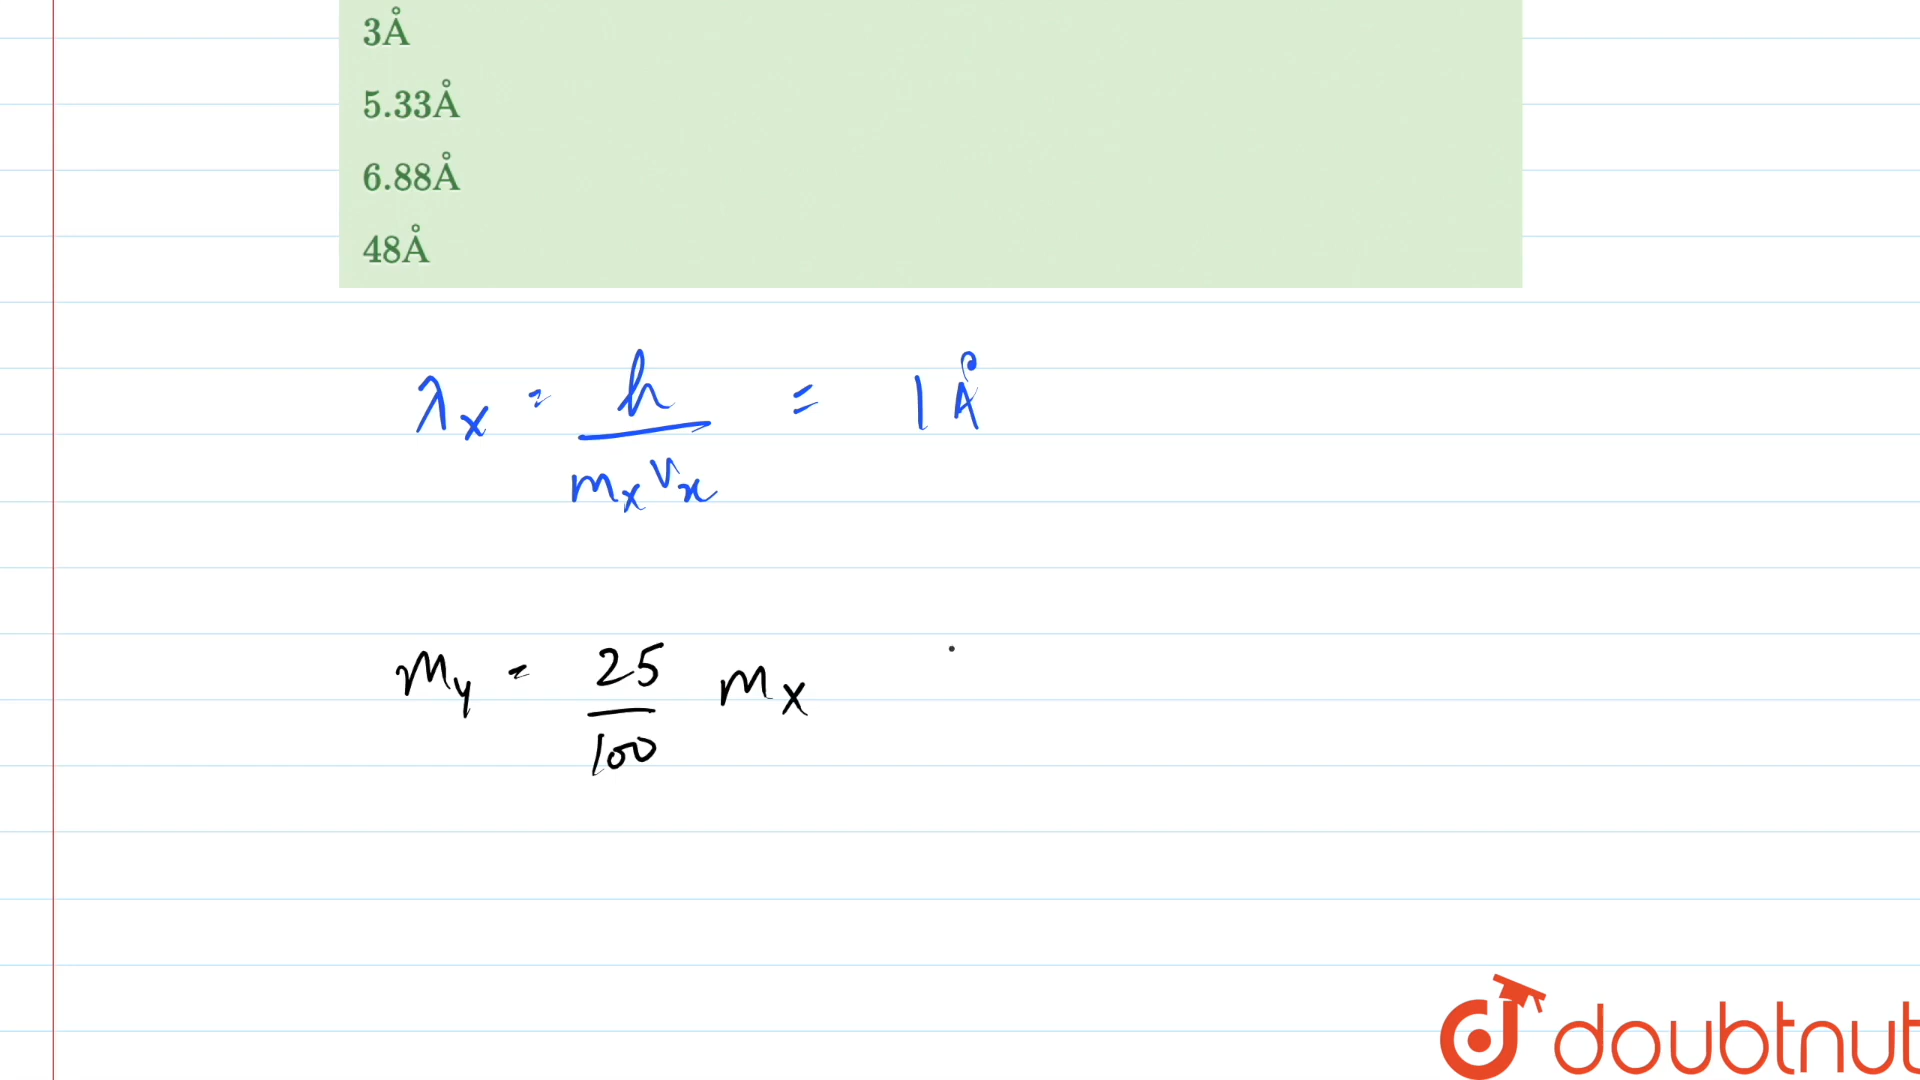 3Å
5.33Å
6.88Å
48Å
λx = h/mxvx = 1Å
my = 25/100 mx
doubtnut